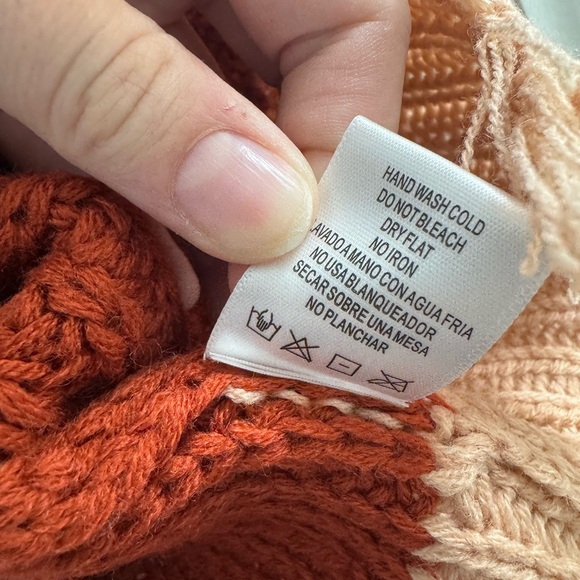 HAND WASH COLD
DO NOT BLEACH
DRY FLAT
NO IRON
LAVADO A MANO CON AGUA FRIA
NO USA BLANQUEADOR
SECAR SOBRE UNA MESA
NO PLANCHAR